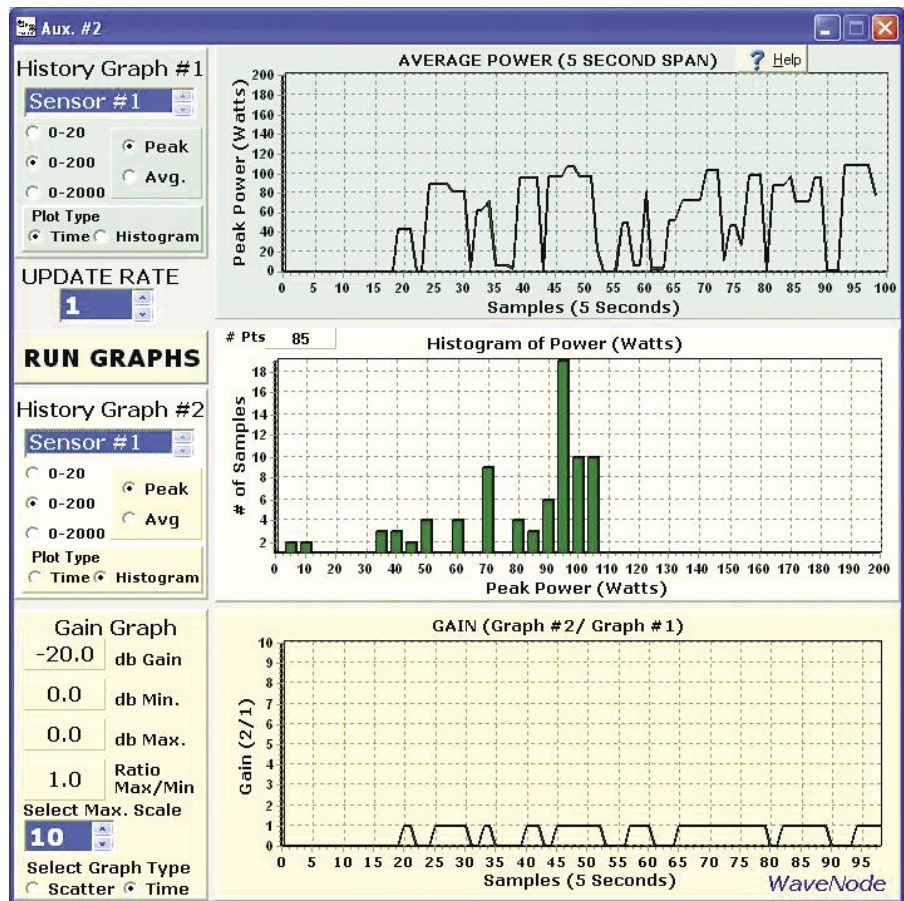 Aux. #2
History Graph #1
Sensor #1
0-20
0-200
0-2000
Peak
Avg.
Plot Type
Time Histogram
UPDATE RATE
1
RUN GRAPHS
History Graph #2
Sensor #1
0-20
0-200
0-2000
Peak
Avg
Plot Type
Time Histogram
Gain Graph
-20.0 db Gain
0.0 db Min.
0.0 db Max.
1.0 Ratio Max/Min
Select Max. Scale
10
Select Graph Type
Scatter Time
AVERAGE POWER (5 SECOND SPAN)
? Help
Peak Power (Watts)
200
180
160
140
120
100
80
60
40
20
0
0 5 10 15 20 25 30 35 40 45 50 55 60 65 70 75 80 85 90 95 100
Samples (5 Seconds)
# Pts 85
Histogram of Power (Watts)
# of Samples
18
16
14
12
10
8
6
4
2
0 10 20 30 40 50 60 70 80 90 100 110 120 130 140 150 160 170 180 190 200
Peak Power (Watts)
GAIN (Graph #2/ Graph #1)
Gain (2/1)
10
9
8
7
6
5
4
3
2
1
0
0 5 10 15 20 25 30 35 40 45 50 55 60 65 70 75 80 85 90 95
Samples (5 Seconds)
WaveNode